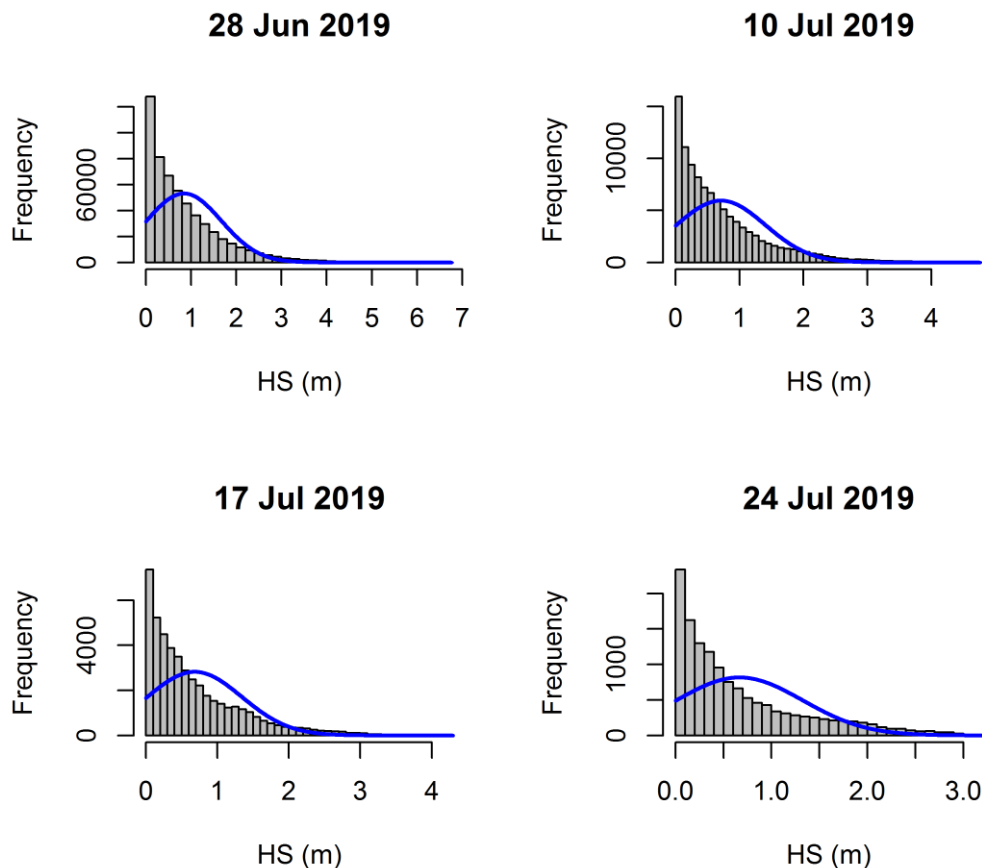 28 Jun 2019
Frequency
0 60000
0 1 2 3 4 5 6 7
HS (m)
10 Jul 2019
Frequency
0 10000
0 1 2 3 4
HS (m)
17 Jul 2019
Frequency
0 4000
0 1 2 3 4
HS (m)
24 Jul 2019
Frequency
0 1000
0.0 1.0 2.0 3.0
HS (m)